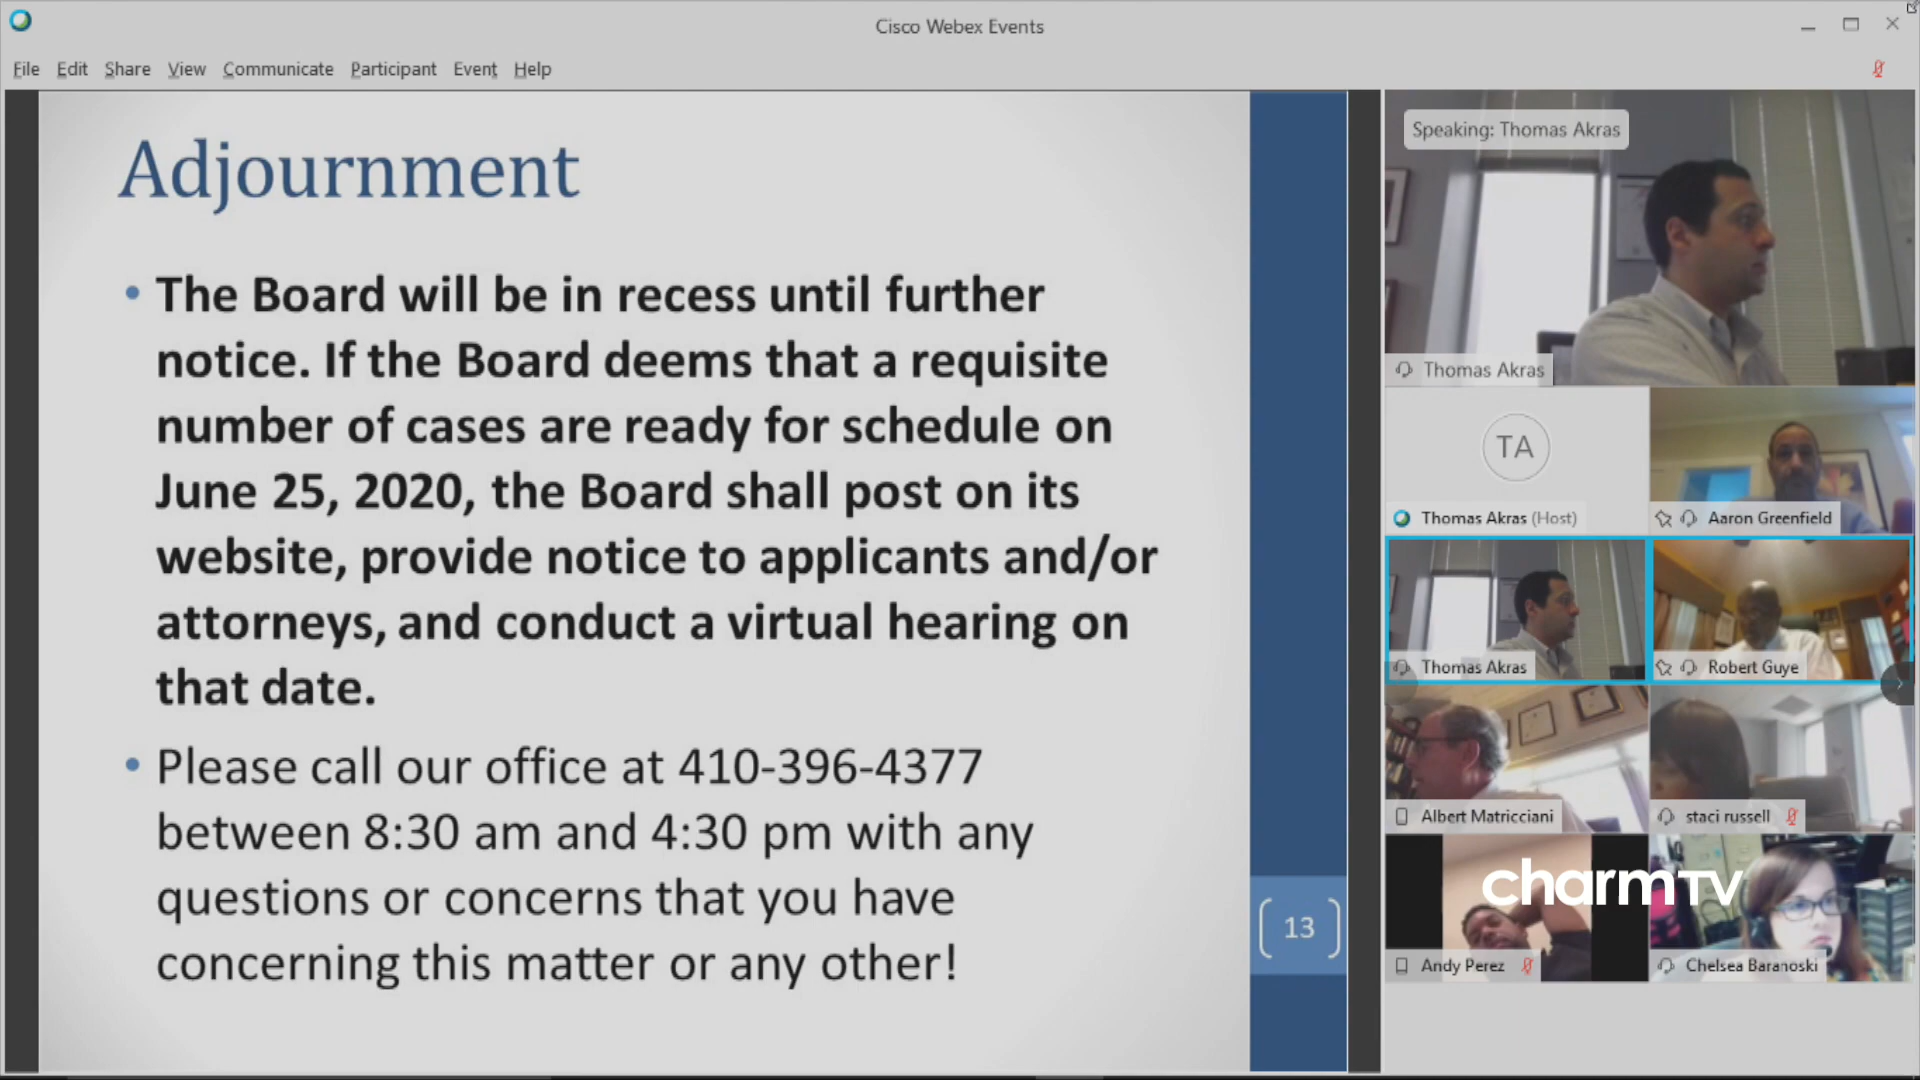 Cisco Webex Events
File Edit Share View Communicate Participant Event Help
Adjournment
• The Board will be in recess until further
notice. If the Board deems that a requisite
number of cases are ready for schedule on
June 25, 2020, the Board shall post on its
website, provide notice to applicants and/or
attorneys, and conduct a virtual hearing on
that date.
• Please call our office at 410-396-4377
between 8:30 am and 4:30 pm with any
questions or concerns that you have
concerning this matter or any other!
13
Speaking: Thomas Akras
Thomas Akras
TA
Thomas Akras (Host)
Aaron Greenfield
Thomas Akras
Robert Guye
Albert Matricciani
staci russell
charmTV
Andy Perez
Chelsea Baranoski